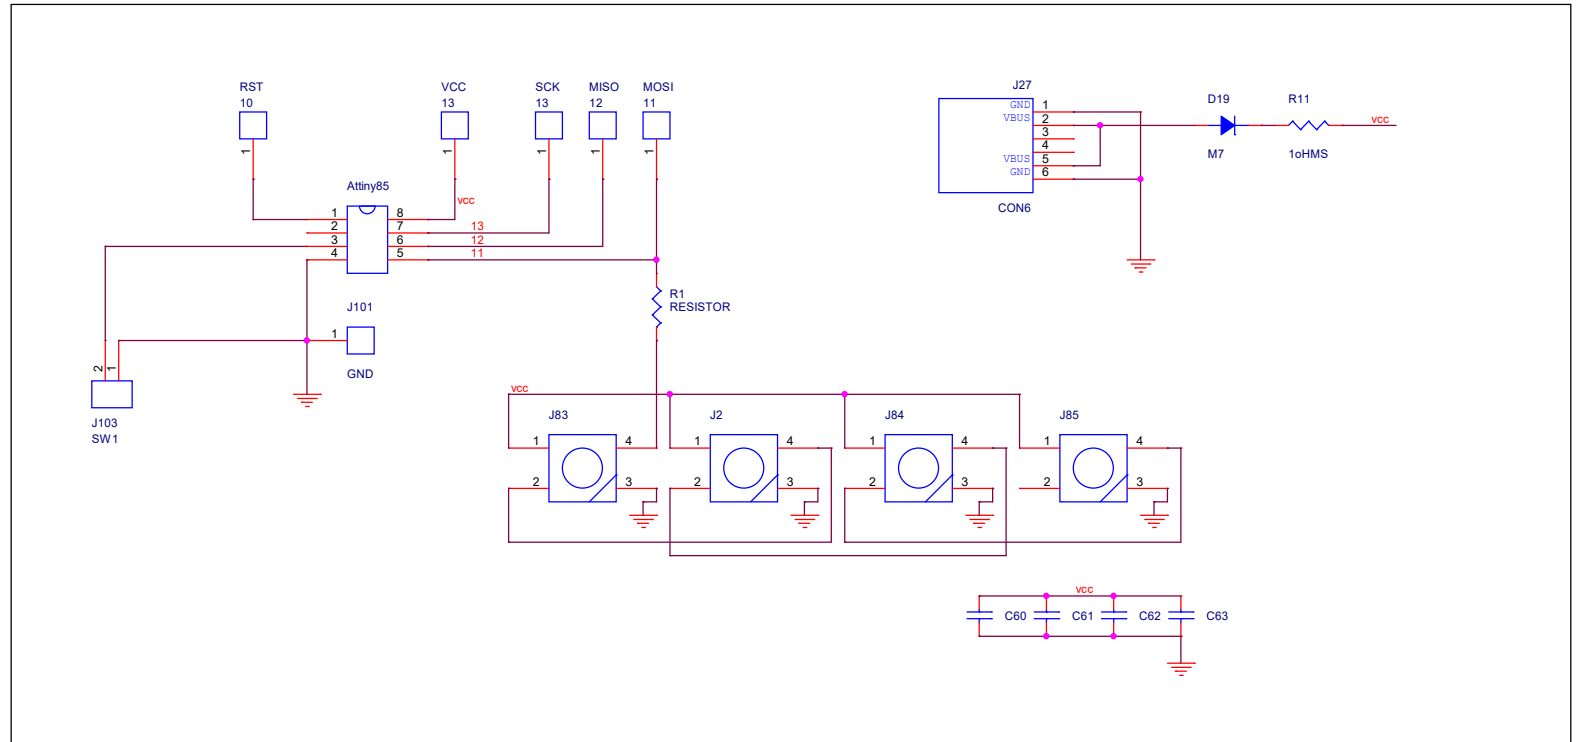 RST
10
VCC
13
SCK
13
MISO
12
MOSI
11
1
1
1
1
1
Attiny85
1
2
3
4
8
7
6
5
VCC
13
12
11
J101
1
GND
2
1
J103
SW1
R1
RESISTOR
J27
GND
VBUS
VBUS
GND
1
2
3
4
5
6
CON6
D19
M7
R11
1oHMS
VCC
VCC
J83
1
2
4
3
J2
1
2
4
3
J84
1
2
4
3
J85
1
2
4
3
VCC
C60
C61
C62
C63